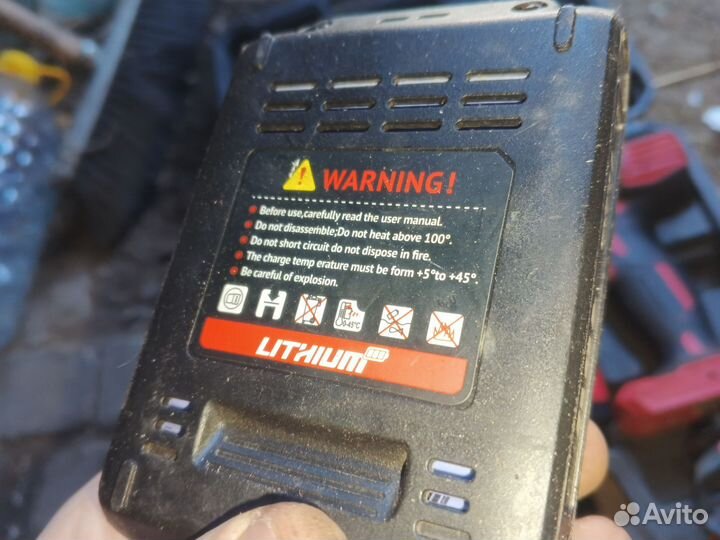 WARNING!
Before use,carefully read the user manual.
Do not disassemble;Do not heat above 100°.
Do not short circuit do not dispose in fire.
The charge temp erature must be form +5°to +45°.
Be careful of explosion.
0-45°C
LITHIUM
Avito